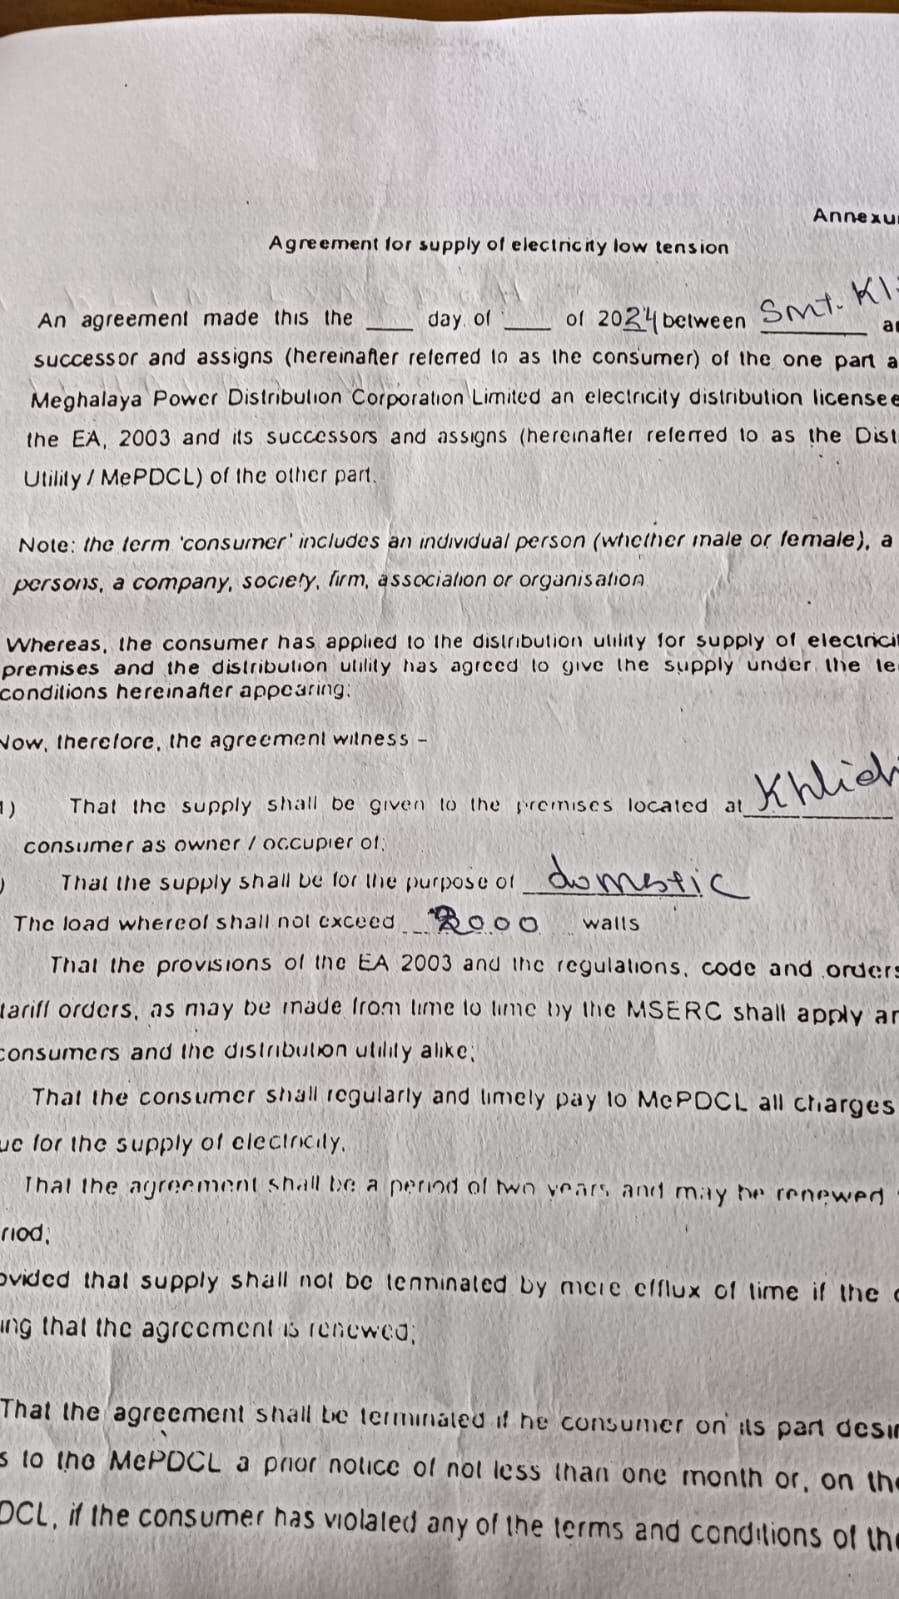 Annexu
Agreement for supply of electricity low tension
An agreement made this the ____ day of ____ of 2024 between Smt. Kl
successor and assigns (hereinafter referred to as the consumer) of the one part a
Meghalaya Power Distribution Corporation Limited an electricity distribution licensee
the EA, 2003 and its successors and assigns (hereinafter referred to as the Dist
Utility / MePDCL) of the other part.
Note: the term 'consumer' includes an individual person (whether male or female), a
persons, a company, society, firm, association or organisation
Whereas, the consumer has applied to the distribution utility for supply of electrici
premises and the distribution utility has agreed to give the supply under the te
conditions hereinafter appearing:
Now, therefore, the agreement witness –
1) That the supply shall be given to the premises located at Khlieh
consumer as owner / occupier of;
) That the supply shall be for the purpose of domestic
The load whereof shall not exceed 2000 watts
That the provisions of the EA 2003 and the regulations, code and orders
tariff orders, as may be made from time to time by the MSERC shall apply an
consumers and the distribution utility alike;
That the consumer shall regularly and timely pay to MePDCL all charges
ue for the supply of electricity.
That the agreement shall be a period of two years and may be renewed
riod;
ovided that supply shall not be terminated by mere efflux of time if the c
ing that the agreement is renewed;
That the agreement shall be terminated if he consumer on its part desir
s to the MePDCL a prior notice of not less than one month or, on the
DCL, if the consumer has violated any of the terms and conditions of the